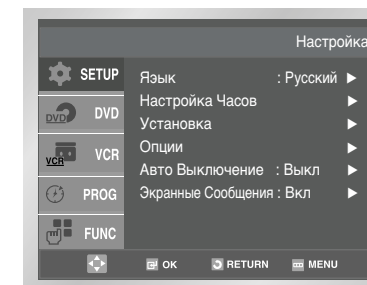 Настройка
SETUP
DVD DVD
VCR VCR
PROG
FUNC
Язык : Русский ▶
Настройка Часов ▶
Установка ▶
Опции ▶
Авто Выключение : Выкл ▶
Экранные Сообщения : Вкл ▶
OK RETURN MENU